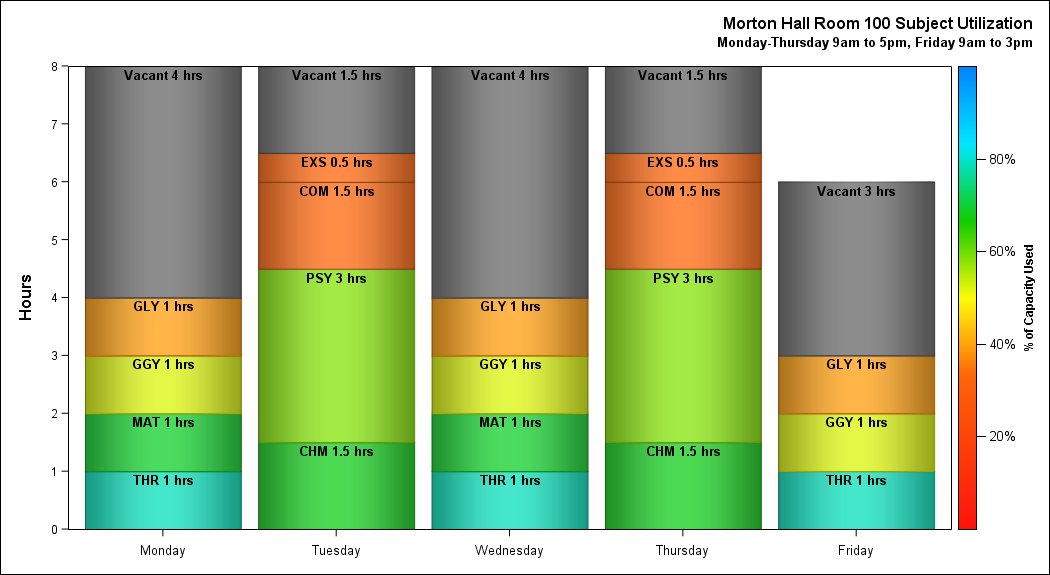 Morton Hall Room 100 Subject Utilization
Monday-Thursday 9am to 5pm, Friday 9am to 3pm
Hours
8
7
6
5
4
3
2
1
0
Vacant 4 hrs
GLY 1 hrs
GGY 1 hrs
MAT 1 hrs
THR 1 hrs
Vacant 1.5 hrs
EXS 0.5 hrs
COM 1.5 hrs
PSY 3 hrs
CHM 1.5 hrs
Vacant 4 hrs
GLY 1 hrs
GGY 1 hrs
MAT 1 hrs
THR 1 hrs
Vacant 1.5 hrs
EXS 0.5 hrs
COM 1.5 hrs
PSY 3 hrs
CHM 1.5 hrs
Vacant 3 hrs
GLY 1 hrs
GGY 1 hrs
THR 1 hrs
Monday
Tuesday
Wednesday
Thursday
Friday
80%
60%
40%
20%
% of Capacity Used